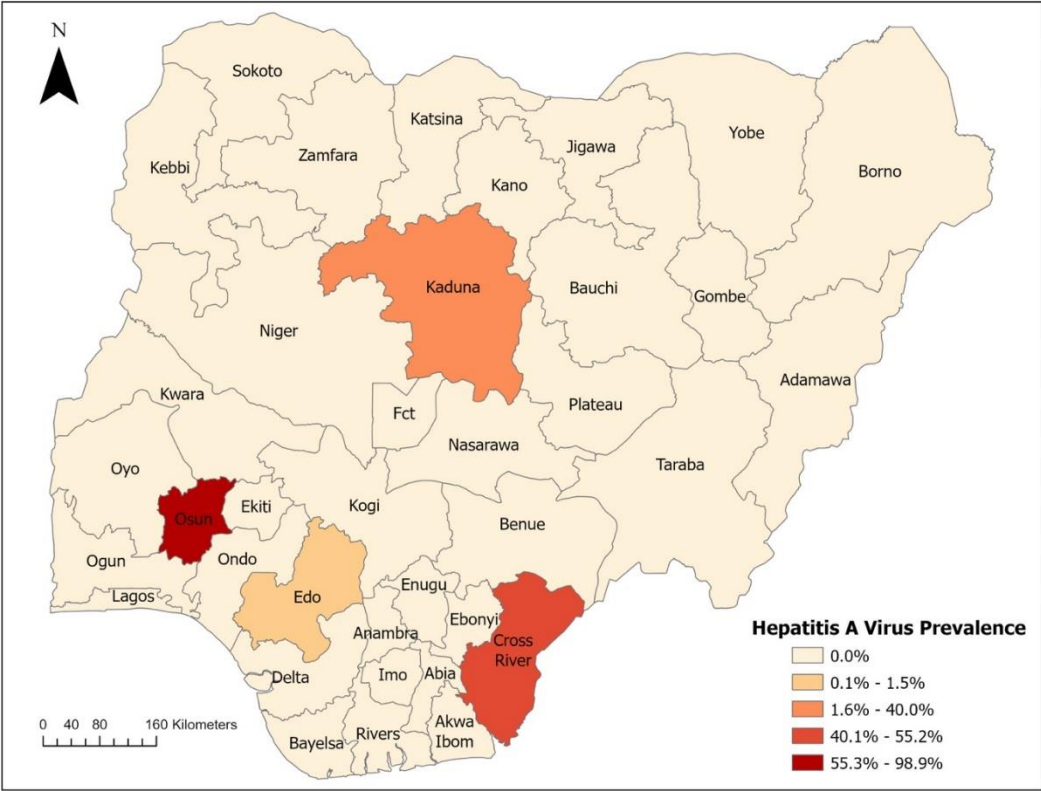 N
Sokoto
Katsina
Yobe
Jigawa
Zamfara
Kebbi
Borno
Kano
Kaduna
Bauchi
Gombe
Niger
Adamawa
Kwara
Plateau
Fct
Nasarawa
Taraba
Oyo
Kogi
Ekiti
Osun
Benue
Ogun
Ondo
Lagos
Edo
Enugu
Ebonyi
Anambra
Cross
River
Delta
Imo
Abia
Akwa
Ibom
Rivers
Bayelsa
0 40 80 160 Kilometers
Hepatitis A Virus Prevalence
0.0%
0.1% - 1.5%
1.6% - 40.0%
40.1% - 55.2%
55.3% - 98.9%